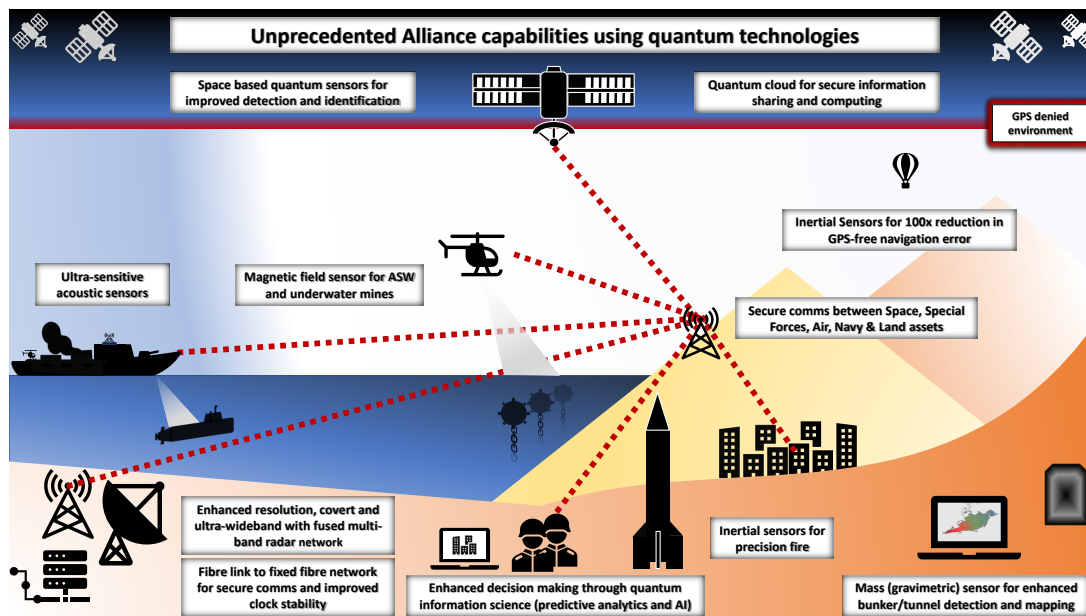 Unprecedented Alliance capabilities using quantum technologies
Space based quantum sensors for
improved detection and identification
Quantum cloud for secure information
sharing and computing
GPS denied
environment
Inertial Sensors for 100x reduction in
GPS-free navigation error
Ultra-sensitive
acoustic sensors
Magnetic field sensor for ASW
and underwater mines
Secure comms between Space, Special
Forces, Air, Navy & Land assets
Enhanced resolution, covert and
ultra-wideband with fused multi-
band radar network
Inertial sensors for
precision fire
Fibre link to fixed fibre network
for secure comms and improved
clock stability
Enhanced decision making through quantum
information science (predictive analytics and AI)
Mass (gravimetric) sensor for enhanced
bunker/tunnel detection and mapping